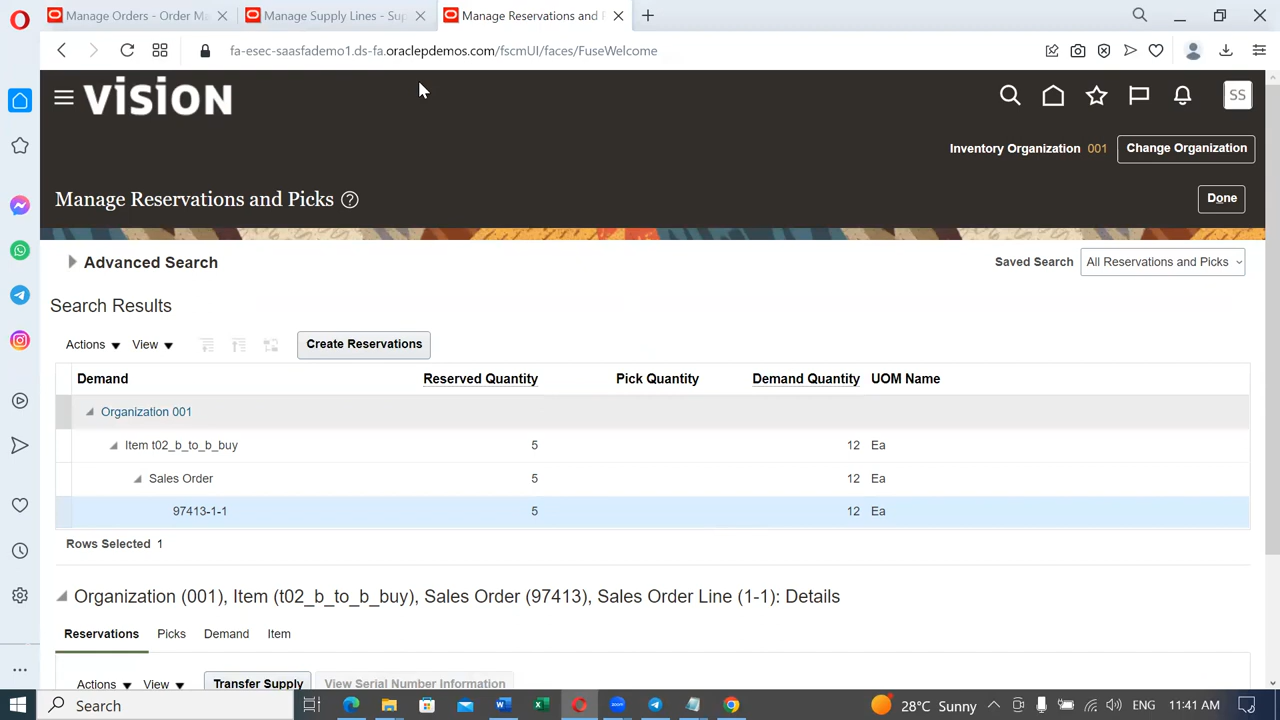 Manage Orders - Order Ma
Manage Supply Lines - Sup
Manage Reservations and P
fa-esec-saasfademo1.ds-fa.oraclepdemos.com/fscmUI/faces/FuseWelcome
VISION
SS
Inventory Organization 001 Change Organization
Manage Reservations and Picks ?
Done
Advanced Search
Saved Search All Reservations and Picks
Search Results
Actions View Create Reservations
Demand Reserved Quantity Pick Quantity Demand Quantity UOM Name
Organization 001
Item t02_b_to_b_buy 5 12 Ea
Sales Order 5 12 Ea
97413-1-1 5 12 Ea
Rows Selected 1
Organization (001), Item (t02_b_to_b_buy), Sales Order (97413), Sales Order Line (1-1): Details
Reservations Picks Demand Item
Actions View Transfer Supply View Serial Number Information
Search
28°C Sunny ENG 11:41 AM